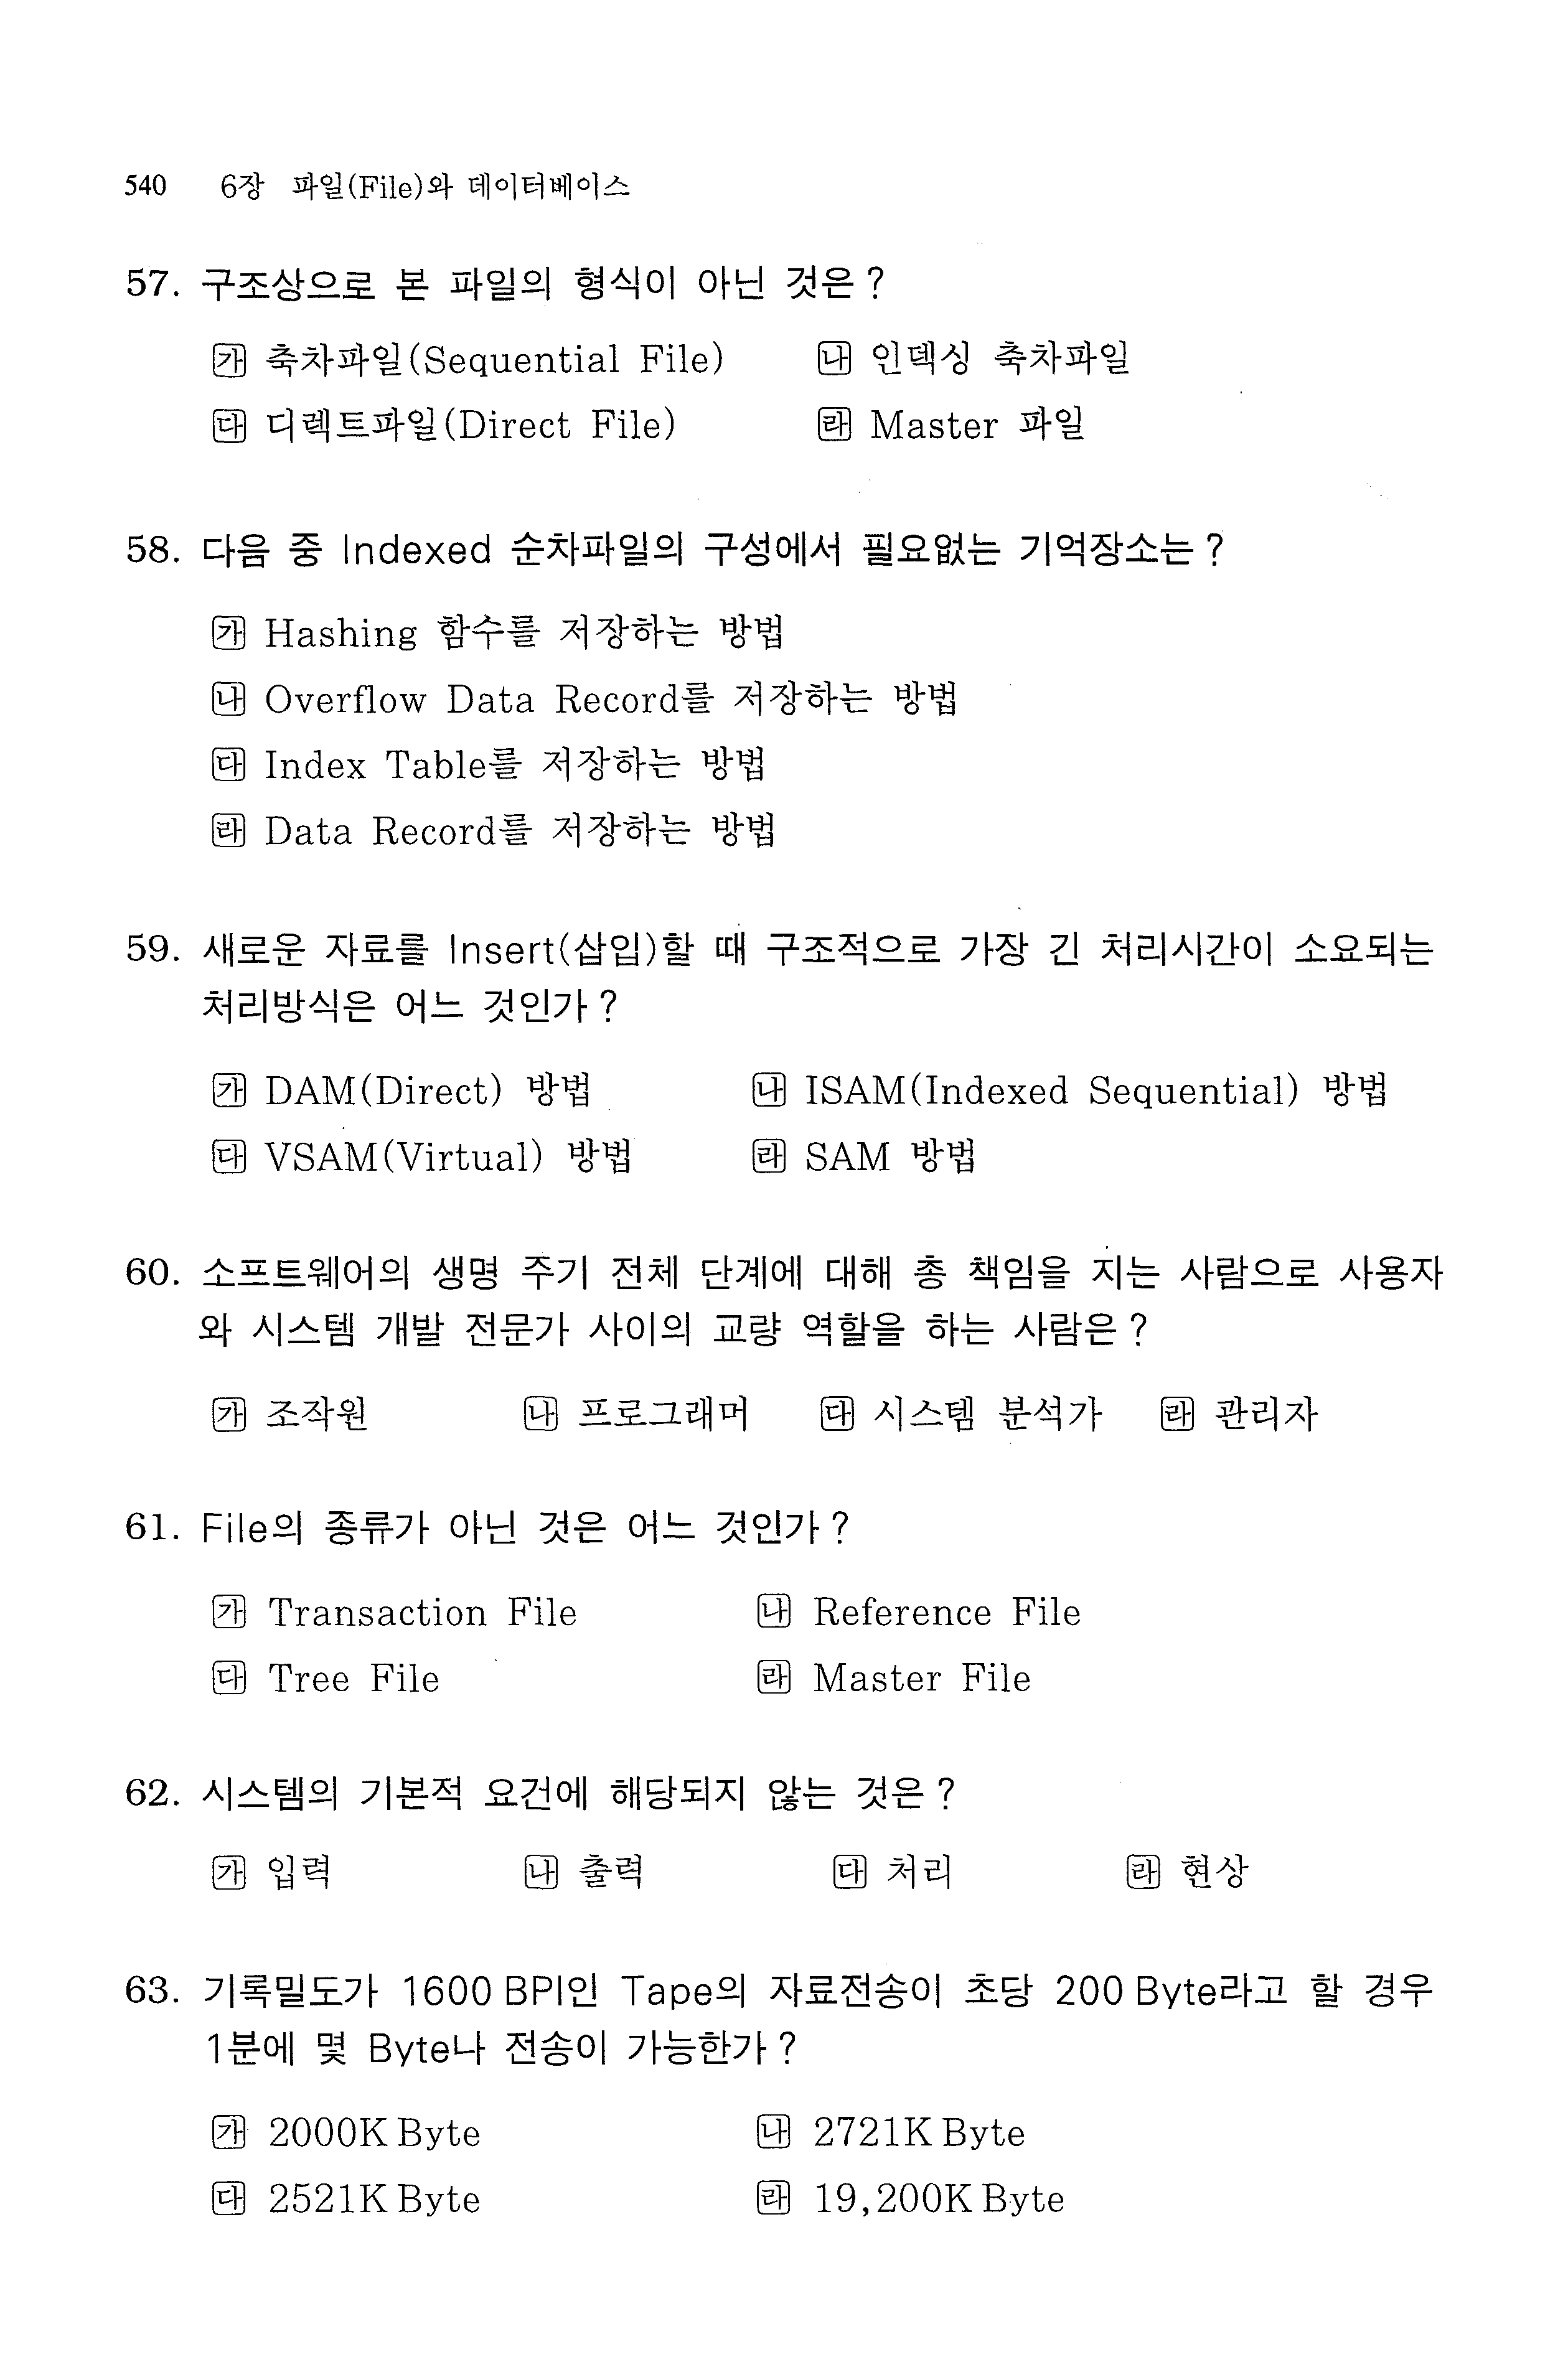 540 6장 파일(File)와 데이터베이스
57. 구조상으로 본 파일의 형식이 아닌 것은?
㉮ 축차파일(Sequential File) ㉯ 인덱싱 축차파일
㉰ 디렉트파일(Direct File) ㉱ Master 파일
58. 다음 중 Indexed 순차파일의 구성에서 필요없는 기억장소는?
㉮ Hashing 함수를 저장하는 방법
㉯ Overflow Data Record를 저장하는 방법
㉰ Index Table를 저장하는 방법
㉱ Data Record를 저장하는 방법
59. 새로운 자료를 Insert(삽입)할 때 구조적으로 가장 긴 처리시간이 소요되는
처리방식은 어느 것인가?
㉮ DAM(Direct) 방법 ㉯ ISAM(Indexed Sequential) 방법
㉰ VSAM(Virtual) 방법 ㉱ SAM 방법
60. 소프트웨어의 생명 주기 전체 단계에 대해 총 책임을 지는 사람으로 사용자
와 시스템 개발 전문가 사이의 교량 역할을 하는 사람은?
㉮ 조작원 ㉯ 프로그래머 ㉰ 시스템 분석가 ㉱ 관리자
61. File의 종류가 아닌 것은 어느 것인가?
㉮ Transaction File ㉯ Reference File
㉰ Tree File ㉱ Master File
62. 시스템의 기본적 요건에 해당되지 않는 것은?
㉮ 입력 ㉯ 출력 ㉰ 처리 ㉱ 현상
63. 기록밀도가 1600 BPI인 Tape의 자료전송이 초당 200 Byte라고 할 경우
1분에 몇 Byte나 전송이 가능한가?
㉮ 2000K Byte ㉯ 2721K Byte
㉰ 2521K Byte ㉱ 19,200K Byte